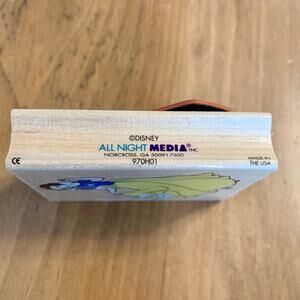 ©DISNEY
ALL NIGHT MEDIA® INC.
NORCROSS, GA 30091-7600
970H01
CE
MADE IN
THE USA